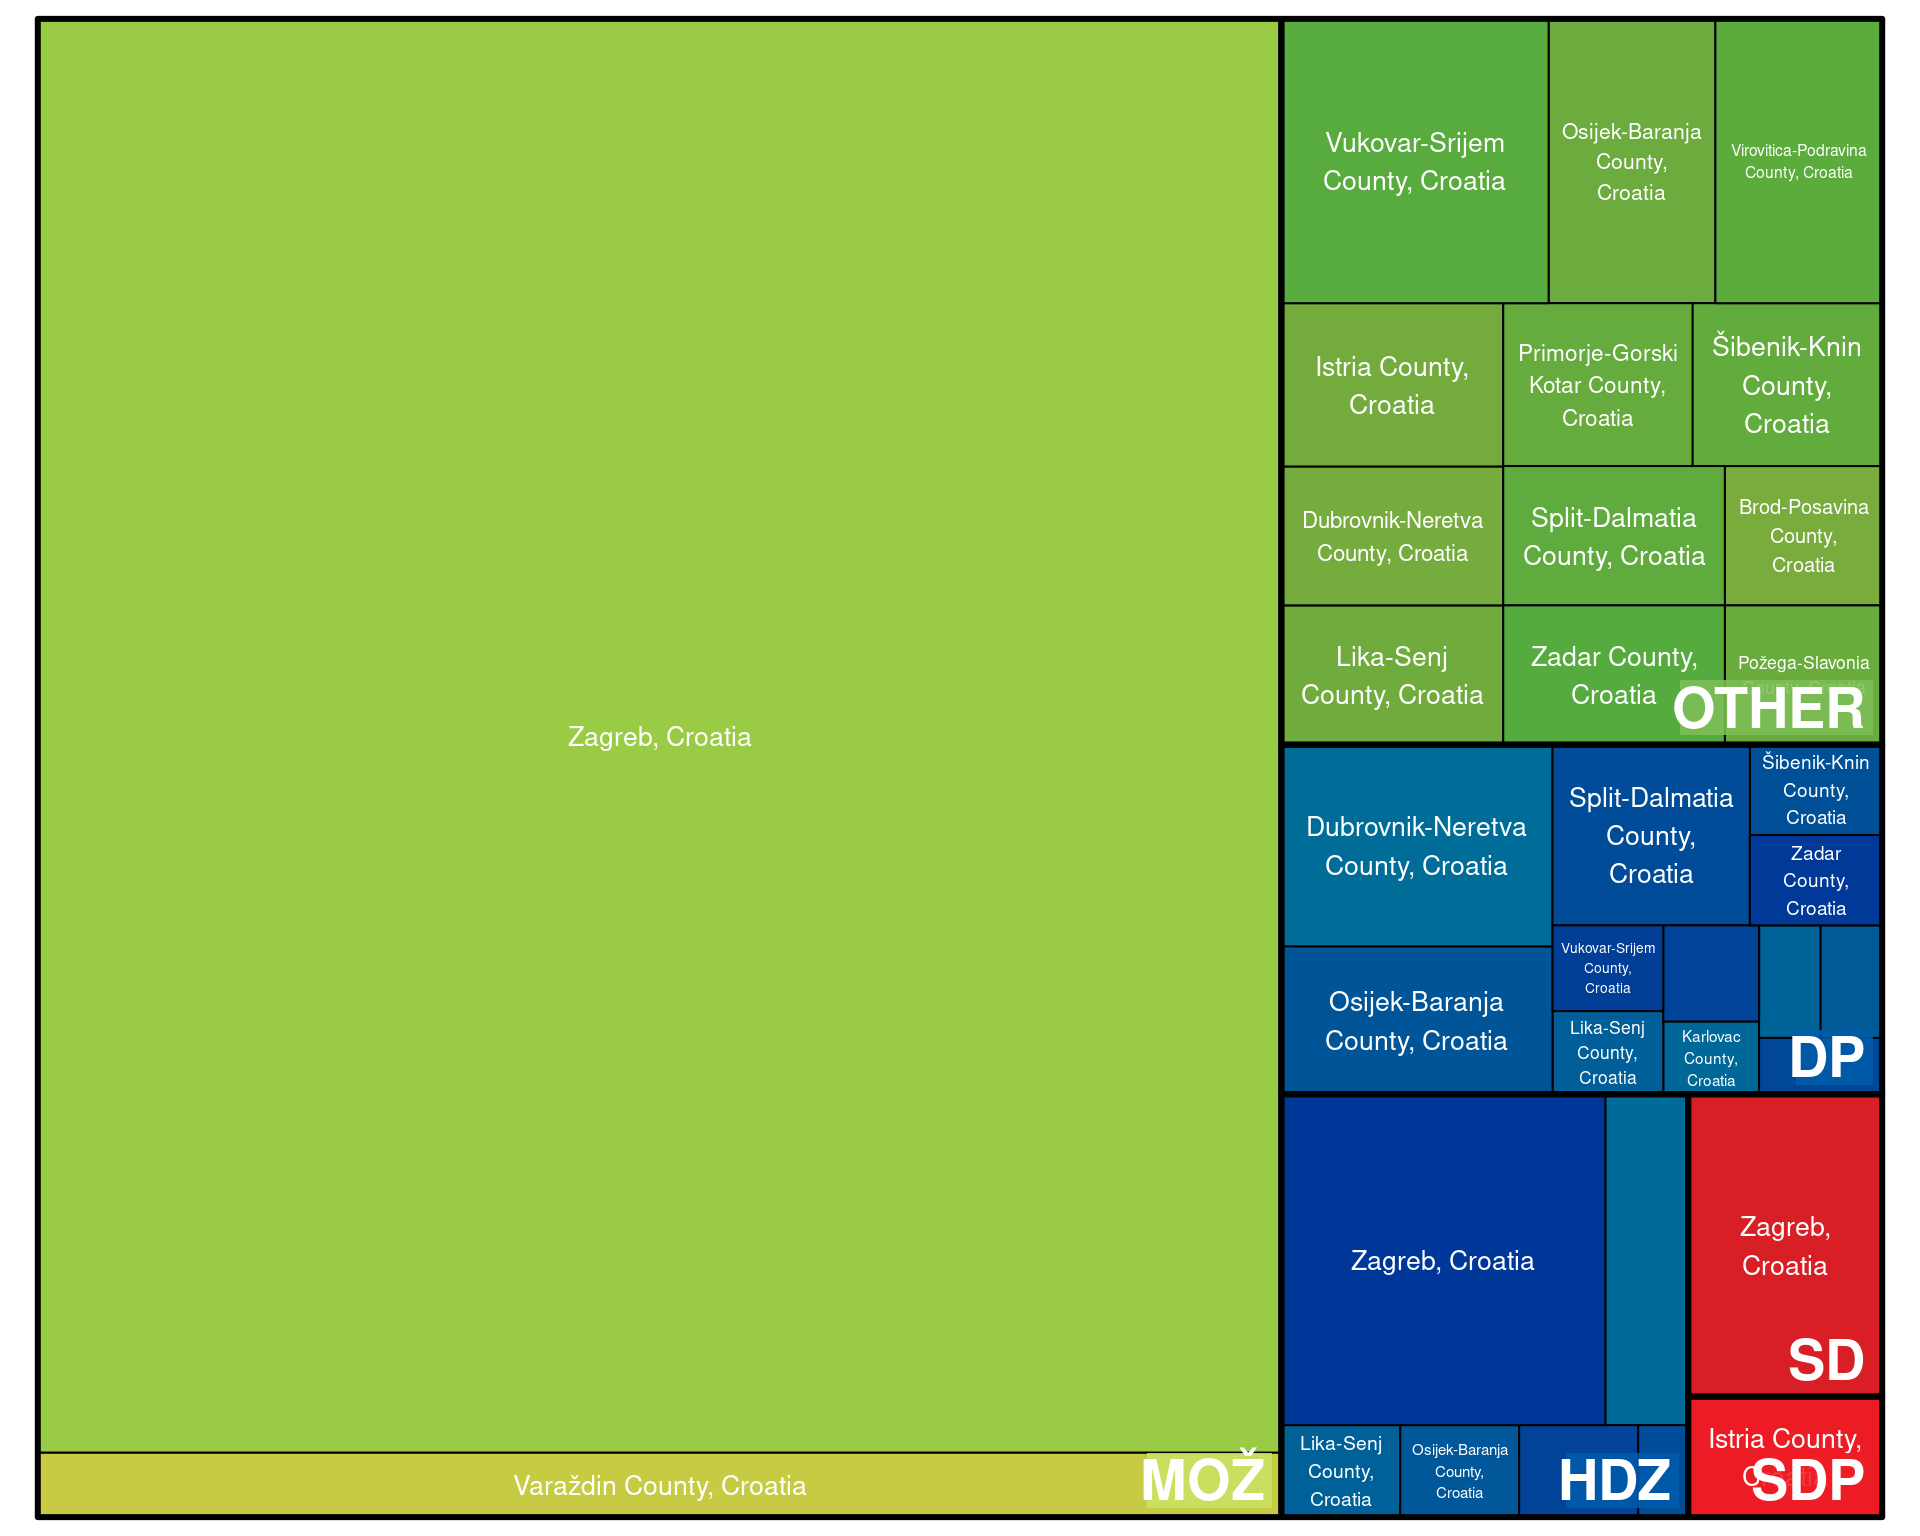 Zagreb, Croatia
Varaždin County, Croatia
MOŽ
Vukovar-Srijem
County, Croatia
Osijek-Baranja
County,
Croatia
Virovitica-Podravina
County, Croatia
Istria County,
Croatia
Primorje-Gorski
Kotar County,
Croatia
Šibenik-Knin
County,
Croatia
Dubrovnik-Neretva
County, Croatia
Split-Dalmatia
County, Croatia
Brod-Posavina
County,
Croatia
Lika-Senj
County, Croatia
Zadar County,
Croatia
Požega-Slavonia
County, Croatia
OTHER
Dubrovnik-Neretva
County, Croatia
Split-Dalmatia
County,
Croatia
Šibenik-Knin
County,
Croatia
Zadar
County,
Croatia
Osijek-Baranja
County, Croatia
Vukovar-Srijem
County,
Croatia
Lika-Senj
County,
Croatia
Karlovac
County,
Croatia
DP
Zagreb, Croatia
Lika-Senj
County,
Croatia
Osijek-Baranja
County,
Croatia
HDZ
Zagreb,
Croatia
SD
Istria County,
SDP